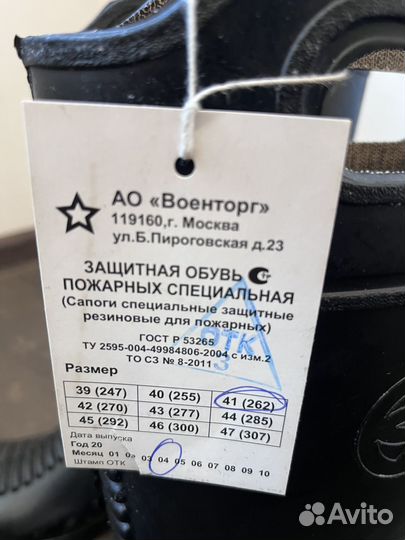 АО «Военторг»
119160,г. Москва
ул.Б.Пироговская д.23
ЗАЩИТНАЯ ОБУВЬ
ПОЖАРНЫХ СПЕЦИАЛЬНАЯ
(Сапоги специальные защитные
резиновые для пожарных)
ГОСТ Р 53265
ТУ 2595-004-49984806-2004 с изм.2
ТО СЗ № 8-2011
ОТК
3
Размер
39 (247) 40 (255) 41 (262)
42 (270) 43 (277) 44 (285)
45 (292) 46 (300) 47 (307)
Дата выпуска
Год 20
Месяц 01 02 03 04 05 06 07 08 09 10
Штамп ОТК
Avito